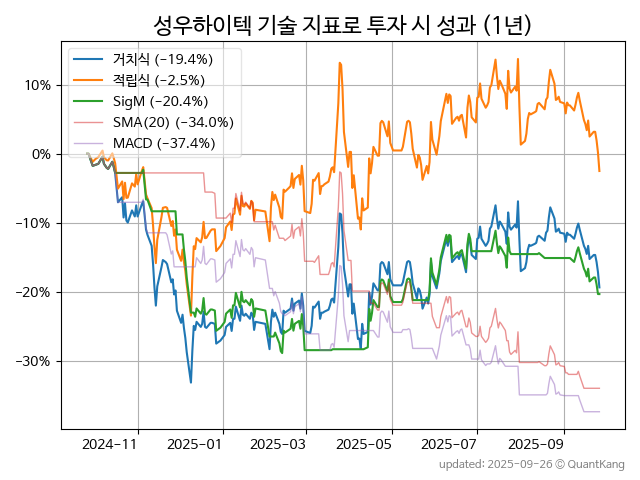 성우하이텍 기술 지표로 투자 시 성과 (1년)
거치식 (−19.4%)
적립식 (−2.5%)
SigM (−20.4%)
SMA(20) (−34.0%)
MACD (−37.4%)
10%
0%
−10%
−20%
−30%
2024-11
2025-01
2025-03
2025-05
2025-07
2025-09
updated: 2025-09-26 © QuantKang